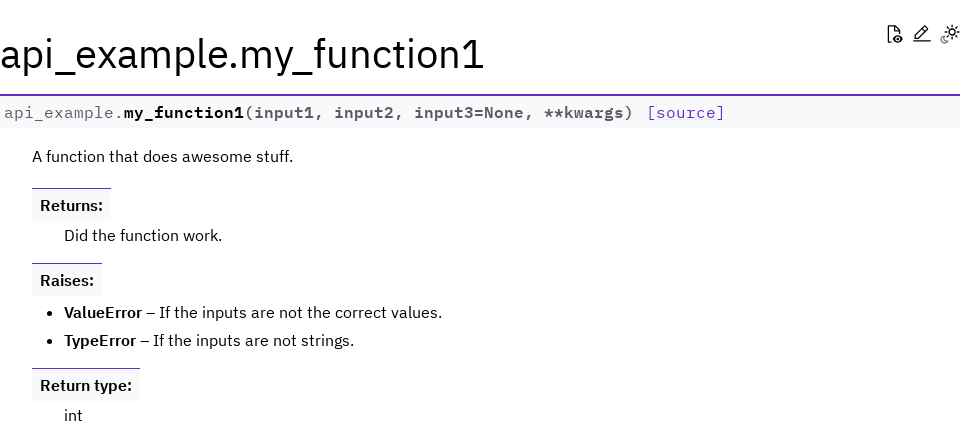 api_example.my_function1
api_example.my_function1(input1, input2, input3=None, **kwargs) [source]
A function that does awesome stuff.
Returns:
Did the function work.
Raises:
• ValueError – If the inputs are not the correct values.
• TypeError – If the inputs are not strings.
Return type:
int